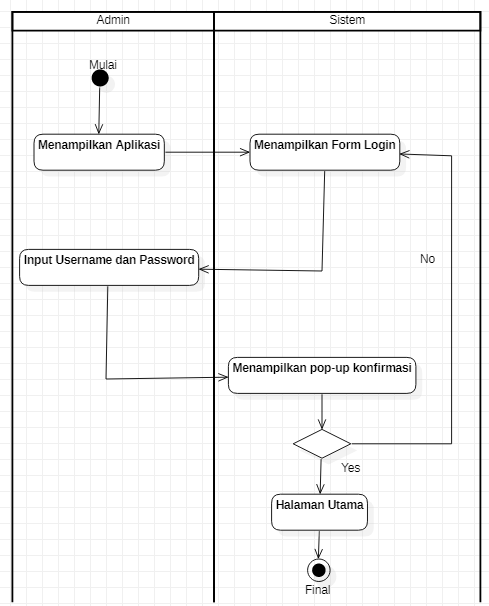 Admin
Sistem
Mulai
Menampilkan Aplikasi
Menampilkan Form Login
Input Username dan Password
No
Menampilkan pop-up konfirmasi
Yes
Halaman Utama
Final